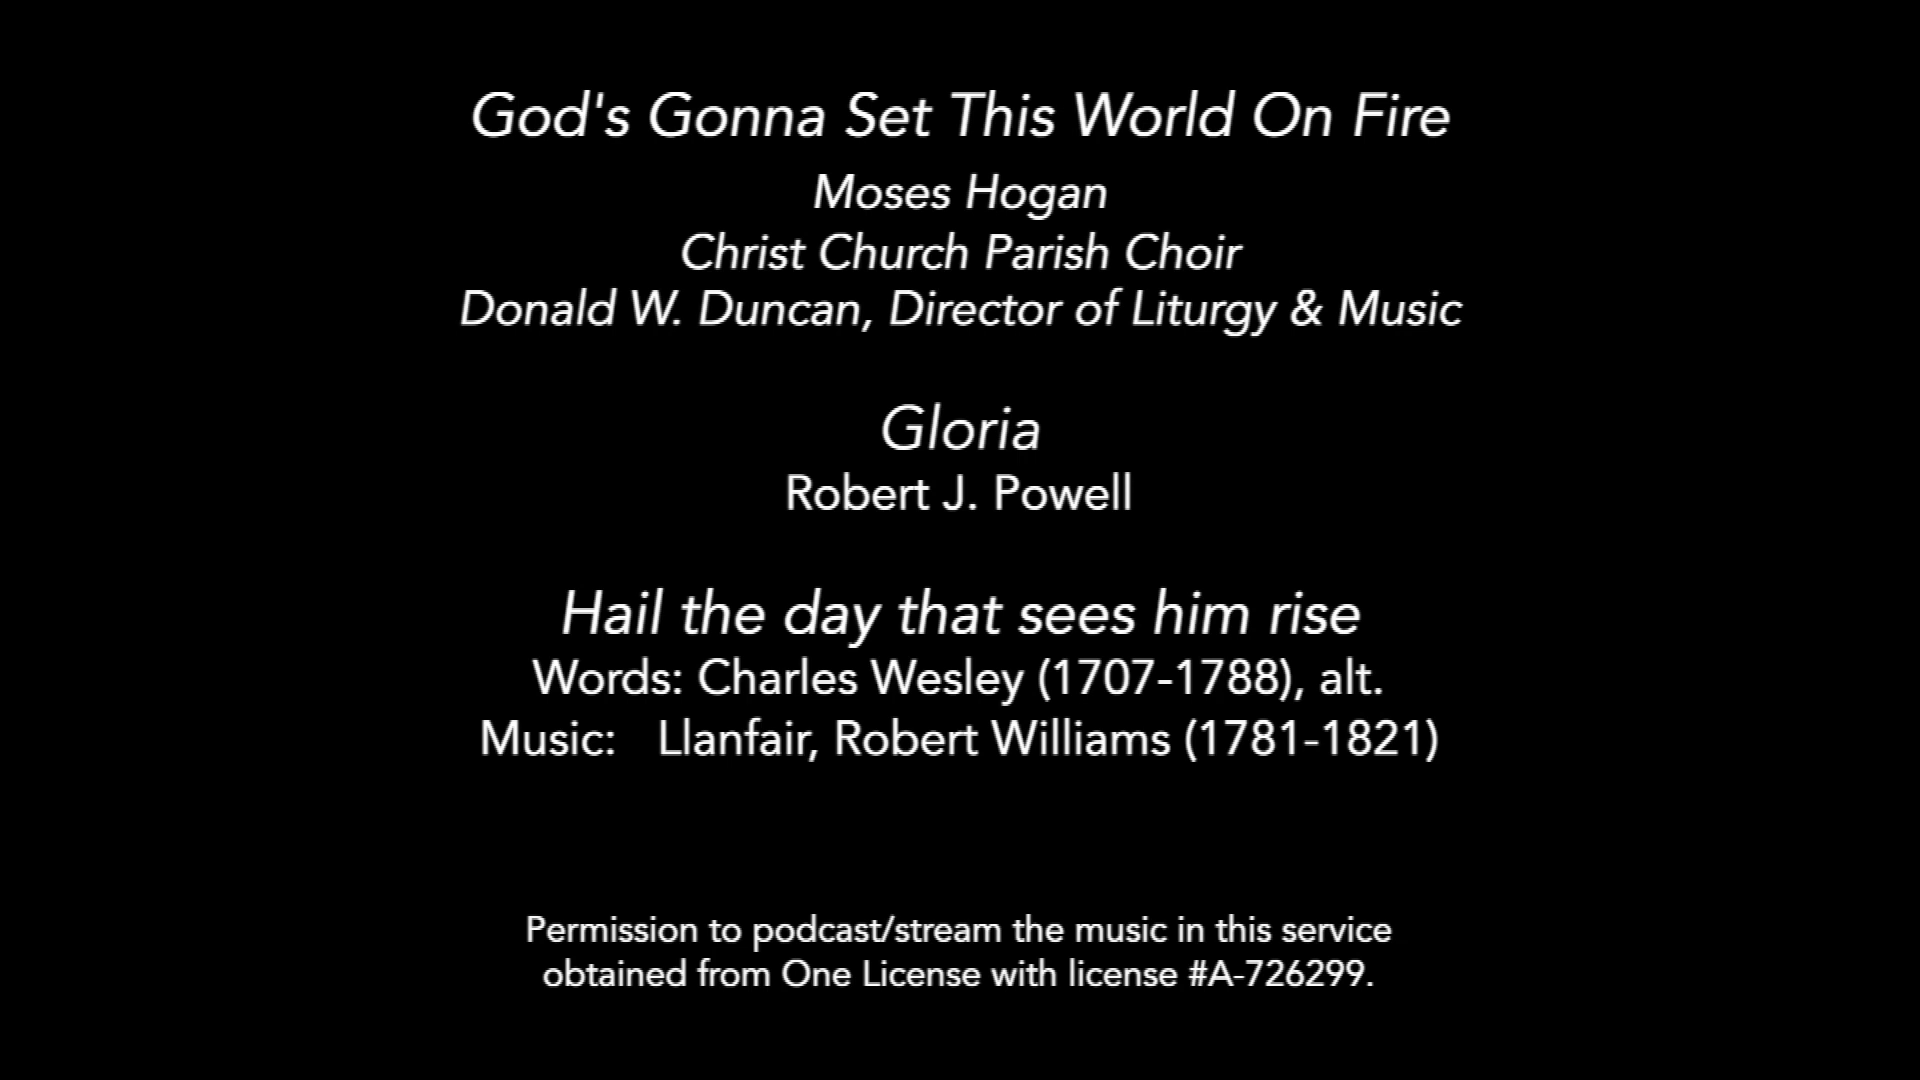 God's Gonna Set This World On Fire
Moses Hogan
Christ Church Parish Choir
Donald W. Duncan, Director of Liturgy & Music
Gloria
Robert J. Powell
Hail the day that sees him rise
Words: Charles Wesley (1707-1788), alt.
Music: Llanfair, Robert Williams (1781-1821)
Permission to podcast/stream the music in this service
obtained from One License with license #A-726299.